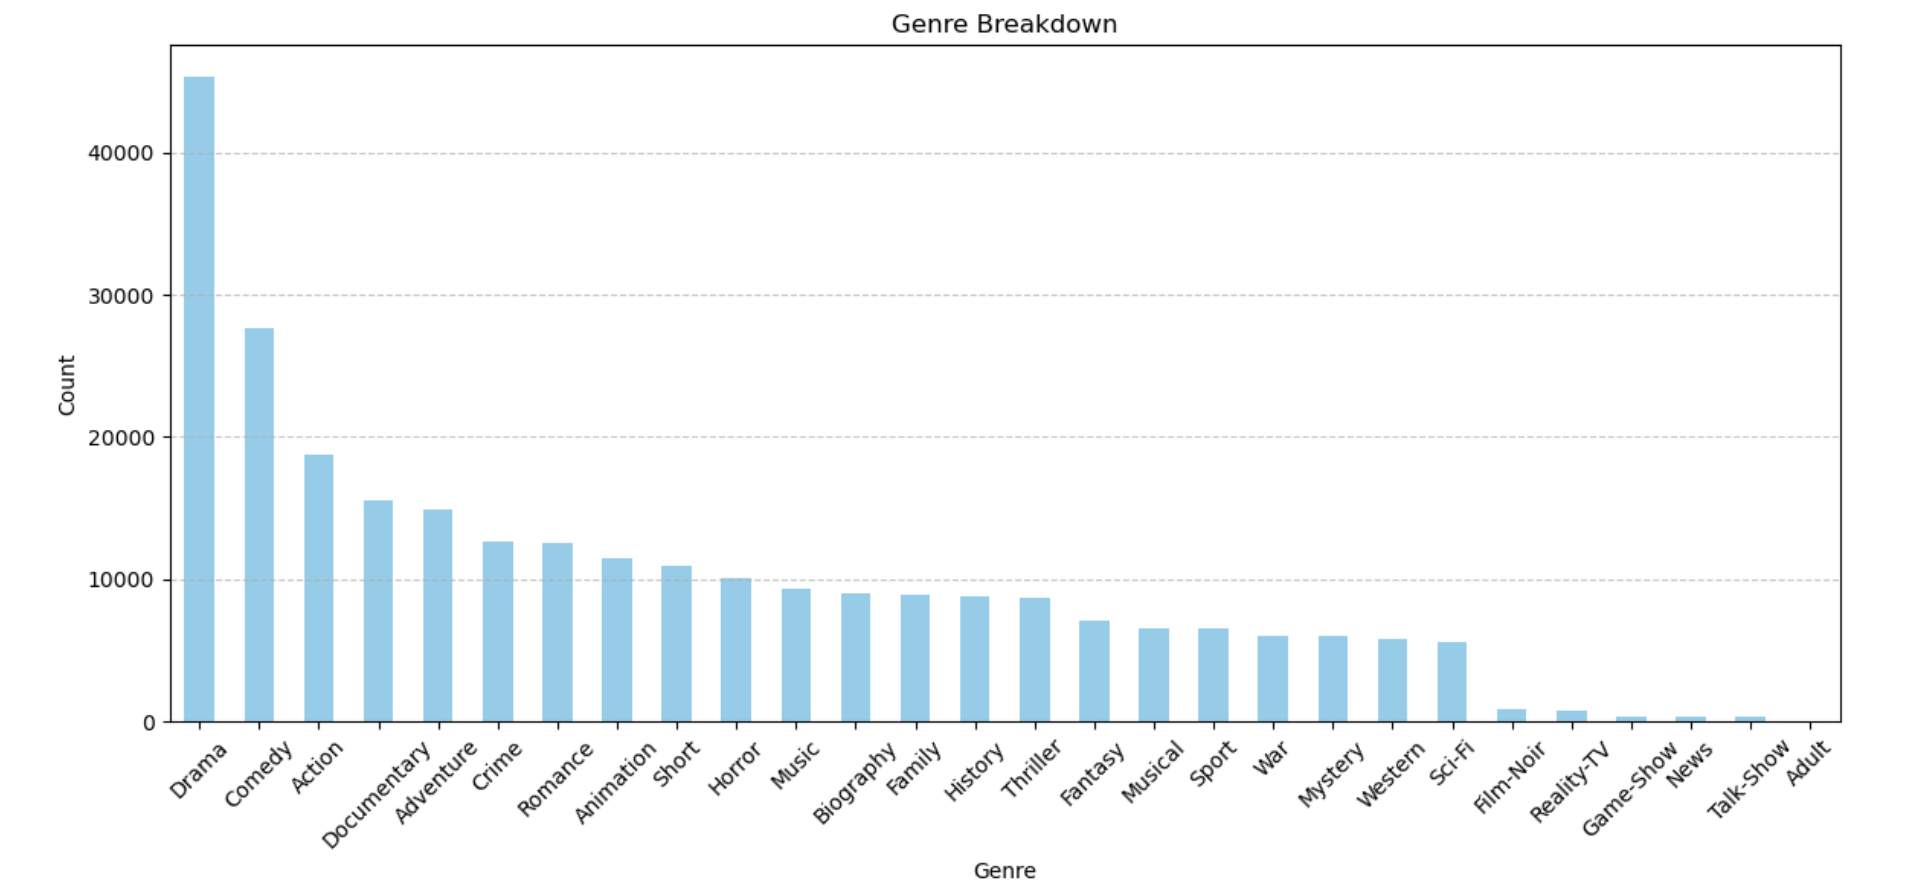 Genre Breakdown
Count
40000
30000
20000
10000
0
Drama
Comedy
Action
Documentary
Adventure
Crime
Romance
Animation
Short
Horror
Music
Biography
Family
History
Thriller
Fantasy
Musical
Sport
War
Mystery
Western
Sci-Fi
Film-Noir
Reality-TV
Game-Show
News
Talk-Show
Adult
Genre